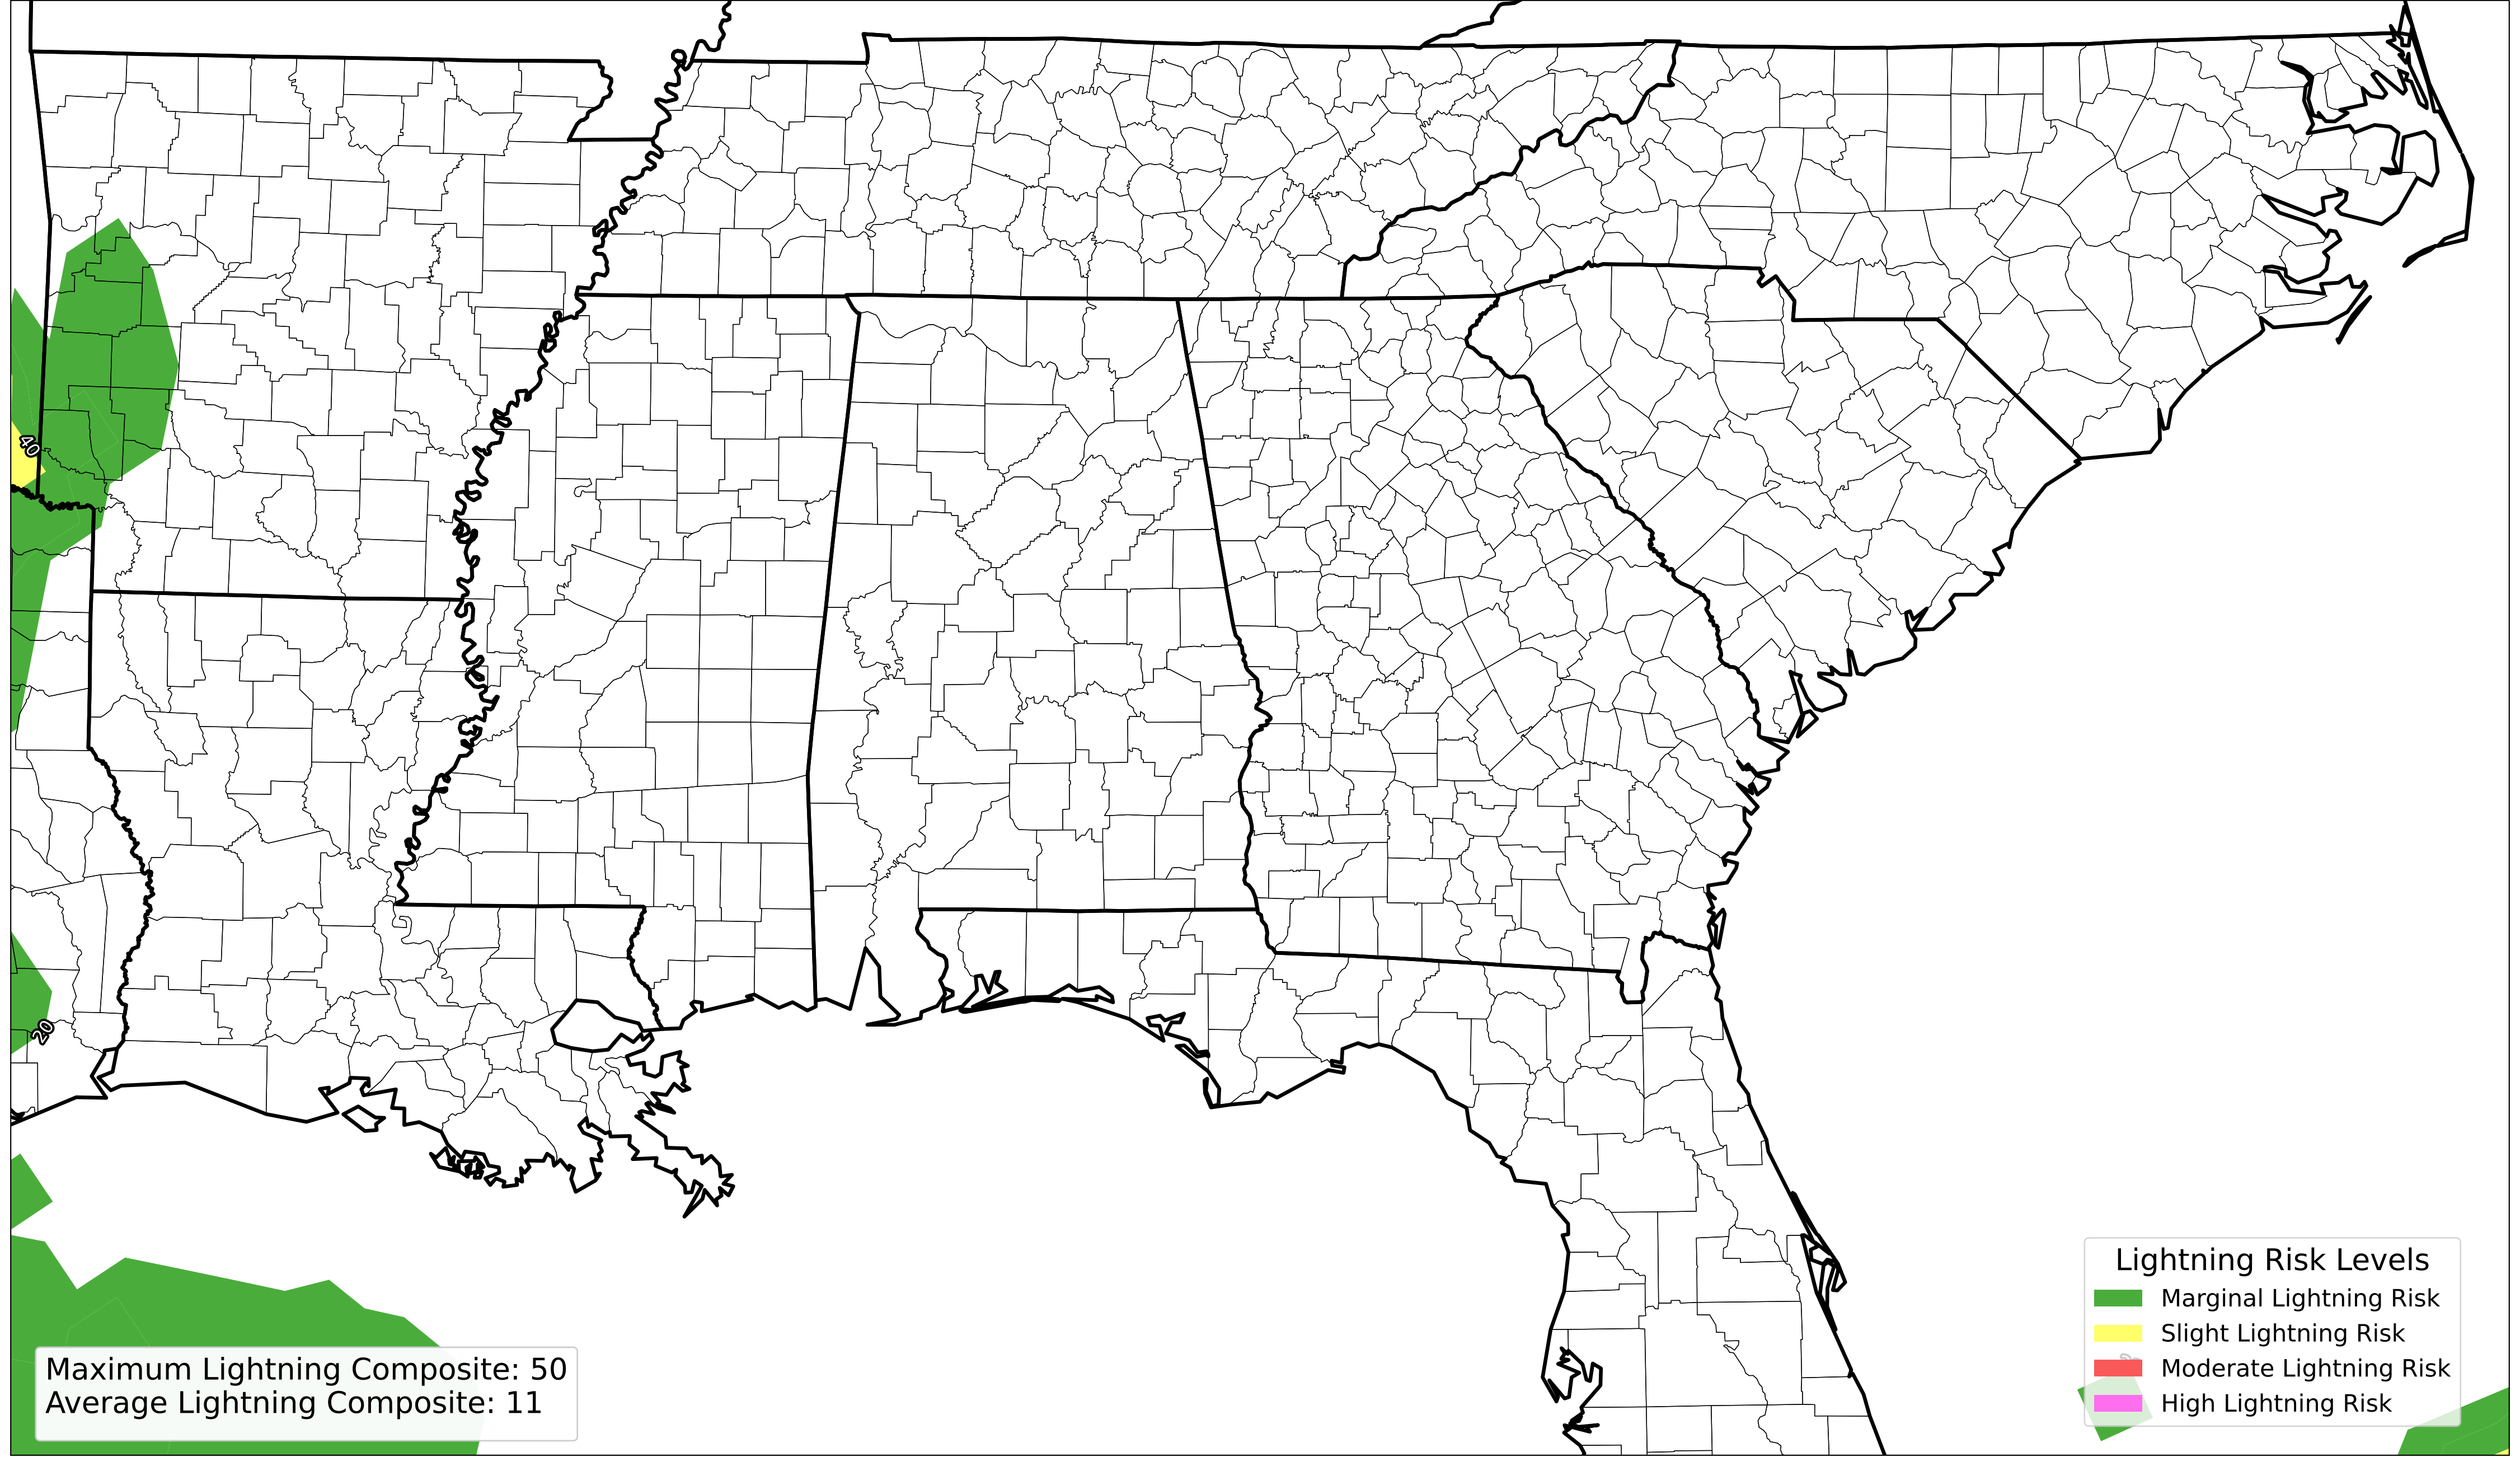 40
20
Maximum Lightning Composite: 50
Average Lightning Composite: 11
Lightning Risk Levels
Marginal Lightning Risk
Slight Lightning Risk
Moderate Lightning Risk
High Lightning Risk